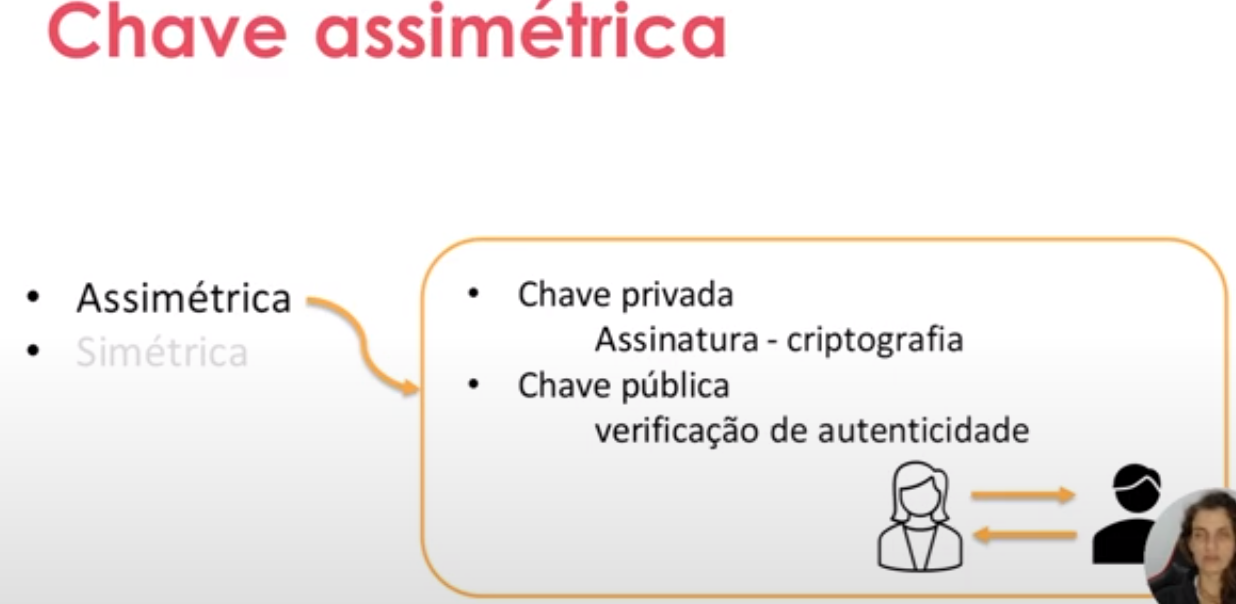 Chave assimétrica
• Assimétrica
• Simétrica
• Chave privada
Assinatura - criptografia
• Chave pública
verificação de autenticidade